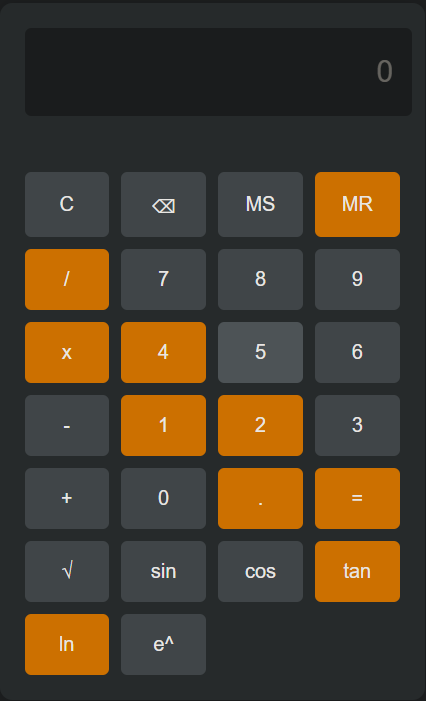 0
C ⌫ MS MR
/ 7 8 9
x 4 5 6
- 1 2 3
+ 0 . =
√ sin cos tan
ln e^